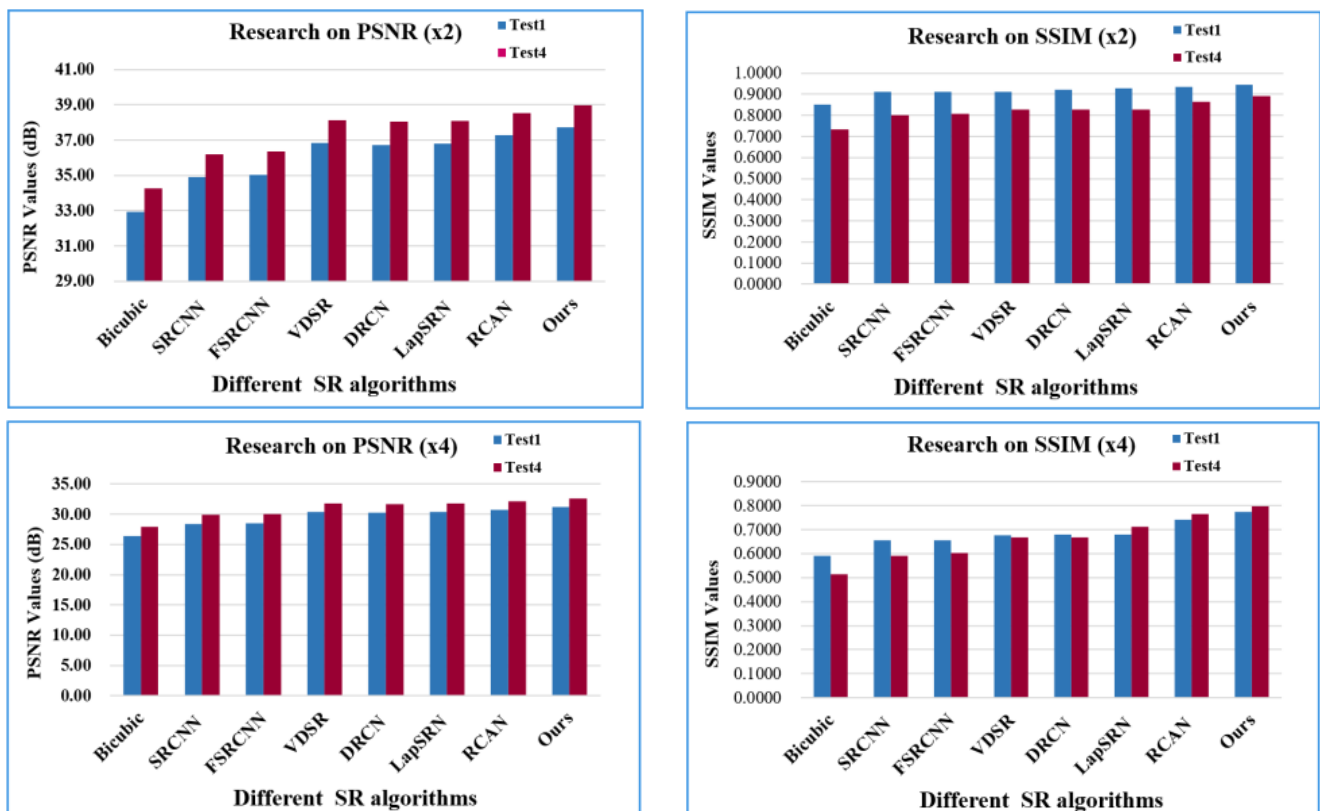 Research on PSNR (x2)
Test1
Test4
41.00
39.00
37.00
35.00
33.00
31.00
29.00
PSNR Values (dB)
Bicubic
SRCNN
FSRCNN
VDSR
DRCN
LapSRN
RCAN
Ours
Different SR algorithms
Research on SSIM (x2)
Test1
Test4
1.0000
0.9000
0.8000
0.7000
0.6000
0.5000
0.4000
0.3000
0.2000
0.1000
0.0000
SSIM Values
Bicubic
SRCNN
FSRCNN
VDSR
DRCN
LapSRN
RCAN
Ours
Different SR algorithms
Research on PSNR (x4)
Test1
Test4
35.00
30.00
25.00
20.00
15.00
10.00
5.00
0.00
PSNR Values (dB)
Bicubic
SRCNN
FSRCNN
VDSR
DRCN
LapSRN
RCAN
Ours
Different SR algorithms
Research on SSIM (x4)
Test1
Test4
0.9000
0.8000
0.7000
0.6000
0.5000
0.4000
0.3000
0.2000
0.1000
0.0000
SSIM Values
Bicubic
SRCNN
FSRCNN
VDSR
DRCN
LapSRN
RCAN
Ours
Different SR algorithms